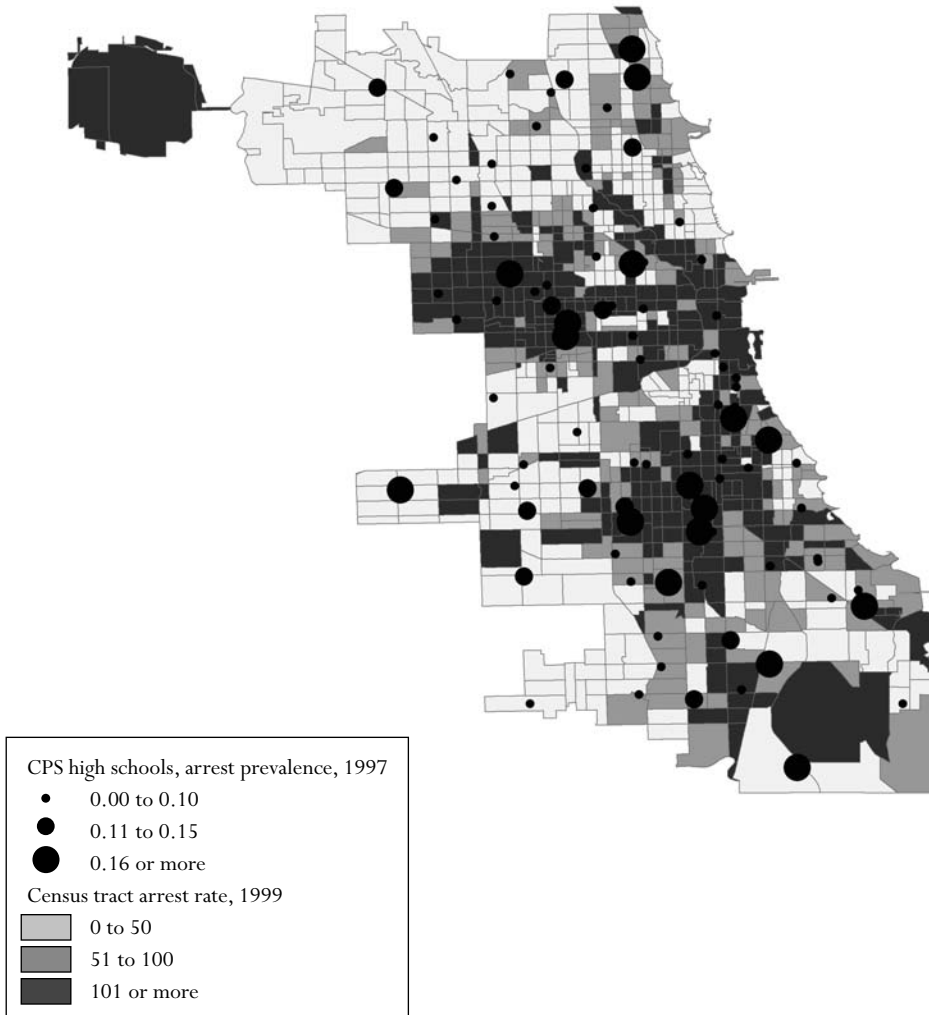 CPS high schools, arrest prevalence, 1997
0.00 to 0.10
0.11 to 0.15
0.16 or more
Census tract arrest rate, 1999
0 to 50
51 to 100
101 or more